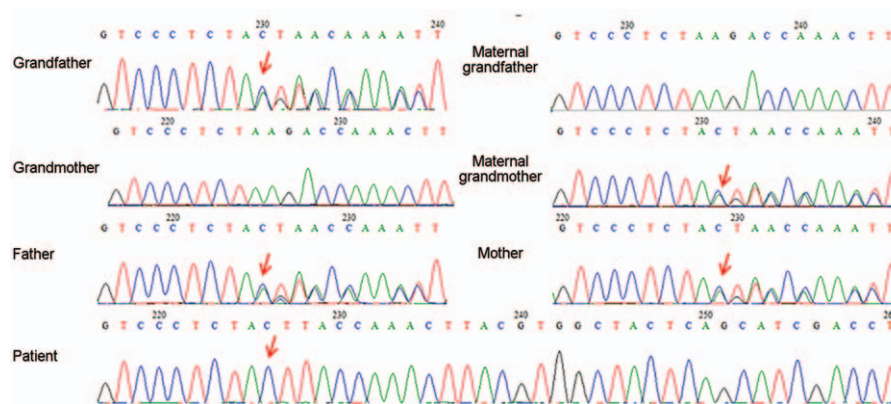 230 240
G T C C C T C T A C T A A C A A A A T T
Grandfather
230 240
G T C C C T C T A A G A C C A A A C T T
Maternal
grandfather
220 230
G T C C C T C T A A G A C C A A A C T T
Grandmother
230 240
G T C C C T C T A C T A A C C A A A T
Maternal
grandmother
220 230
G T C C C T C T A C T A A C C A A A T T
Father
220 230
G T C C C T C T A C T A A C C A A A T T
Mother
220 240 250 26
G T C C C T C T A C T T A C C A A A C T T A C G T G G C T A C T C A G C A T C G A C C T
Patient